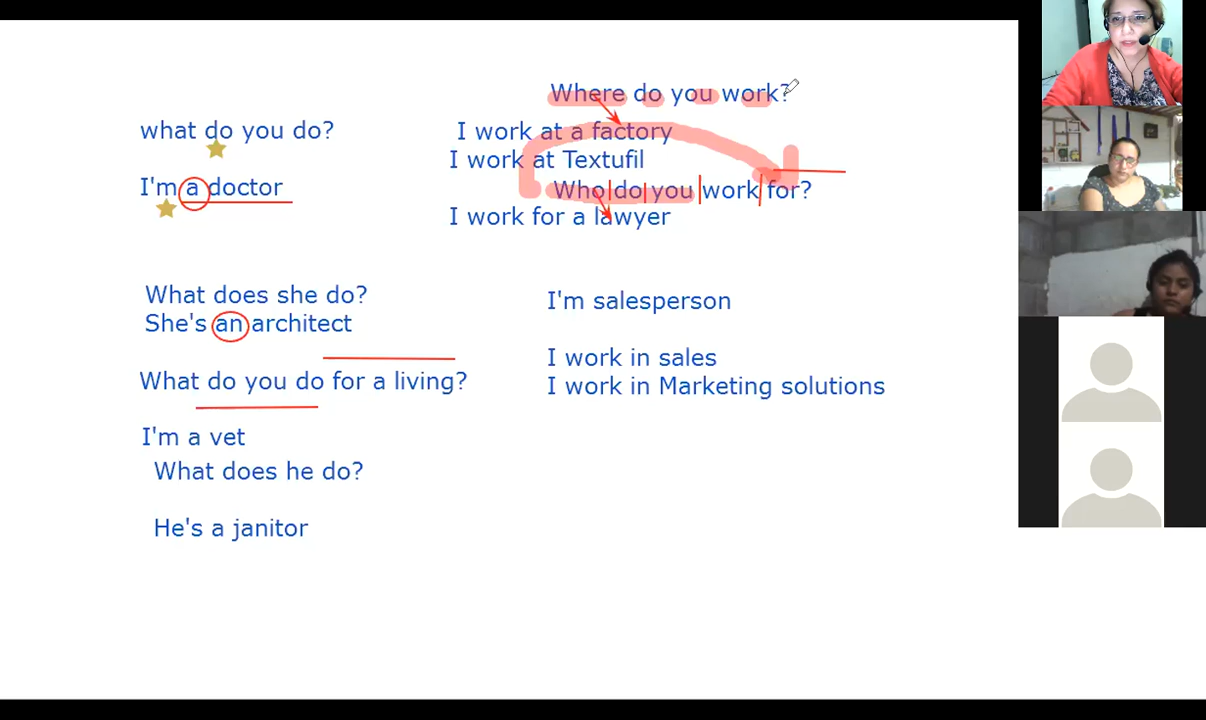 what do you do?
I'm a doctor
What does she do?
She's an architect
What do you do for a living?
I'm a vet
What does he do?
He's a janitor
Where do you work?
I work at a factory
I work at Textufil
Who do you work for?
I work for a lawyer
I'm salesperson
I work in sales
I work in Marketing solutions